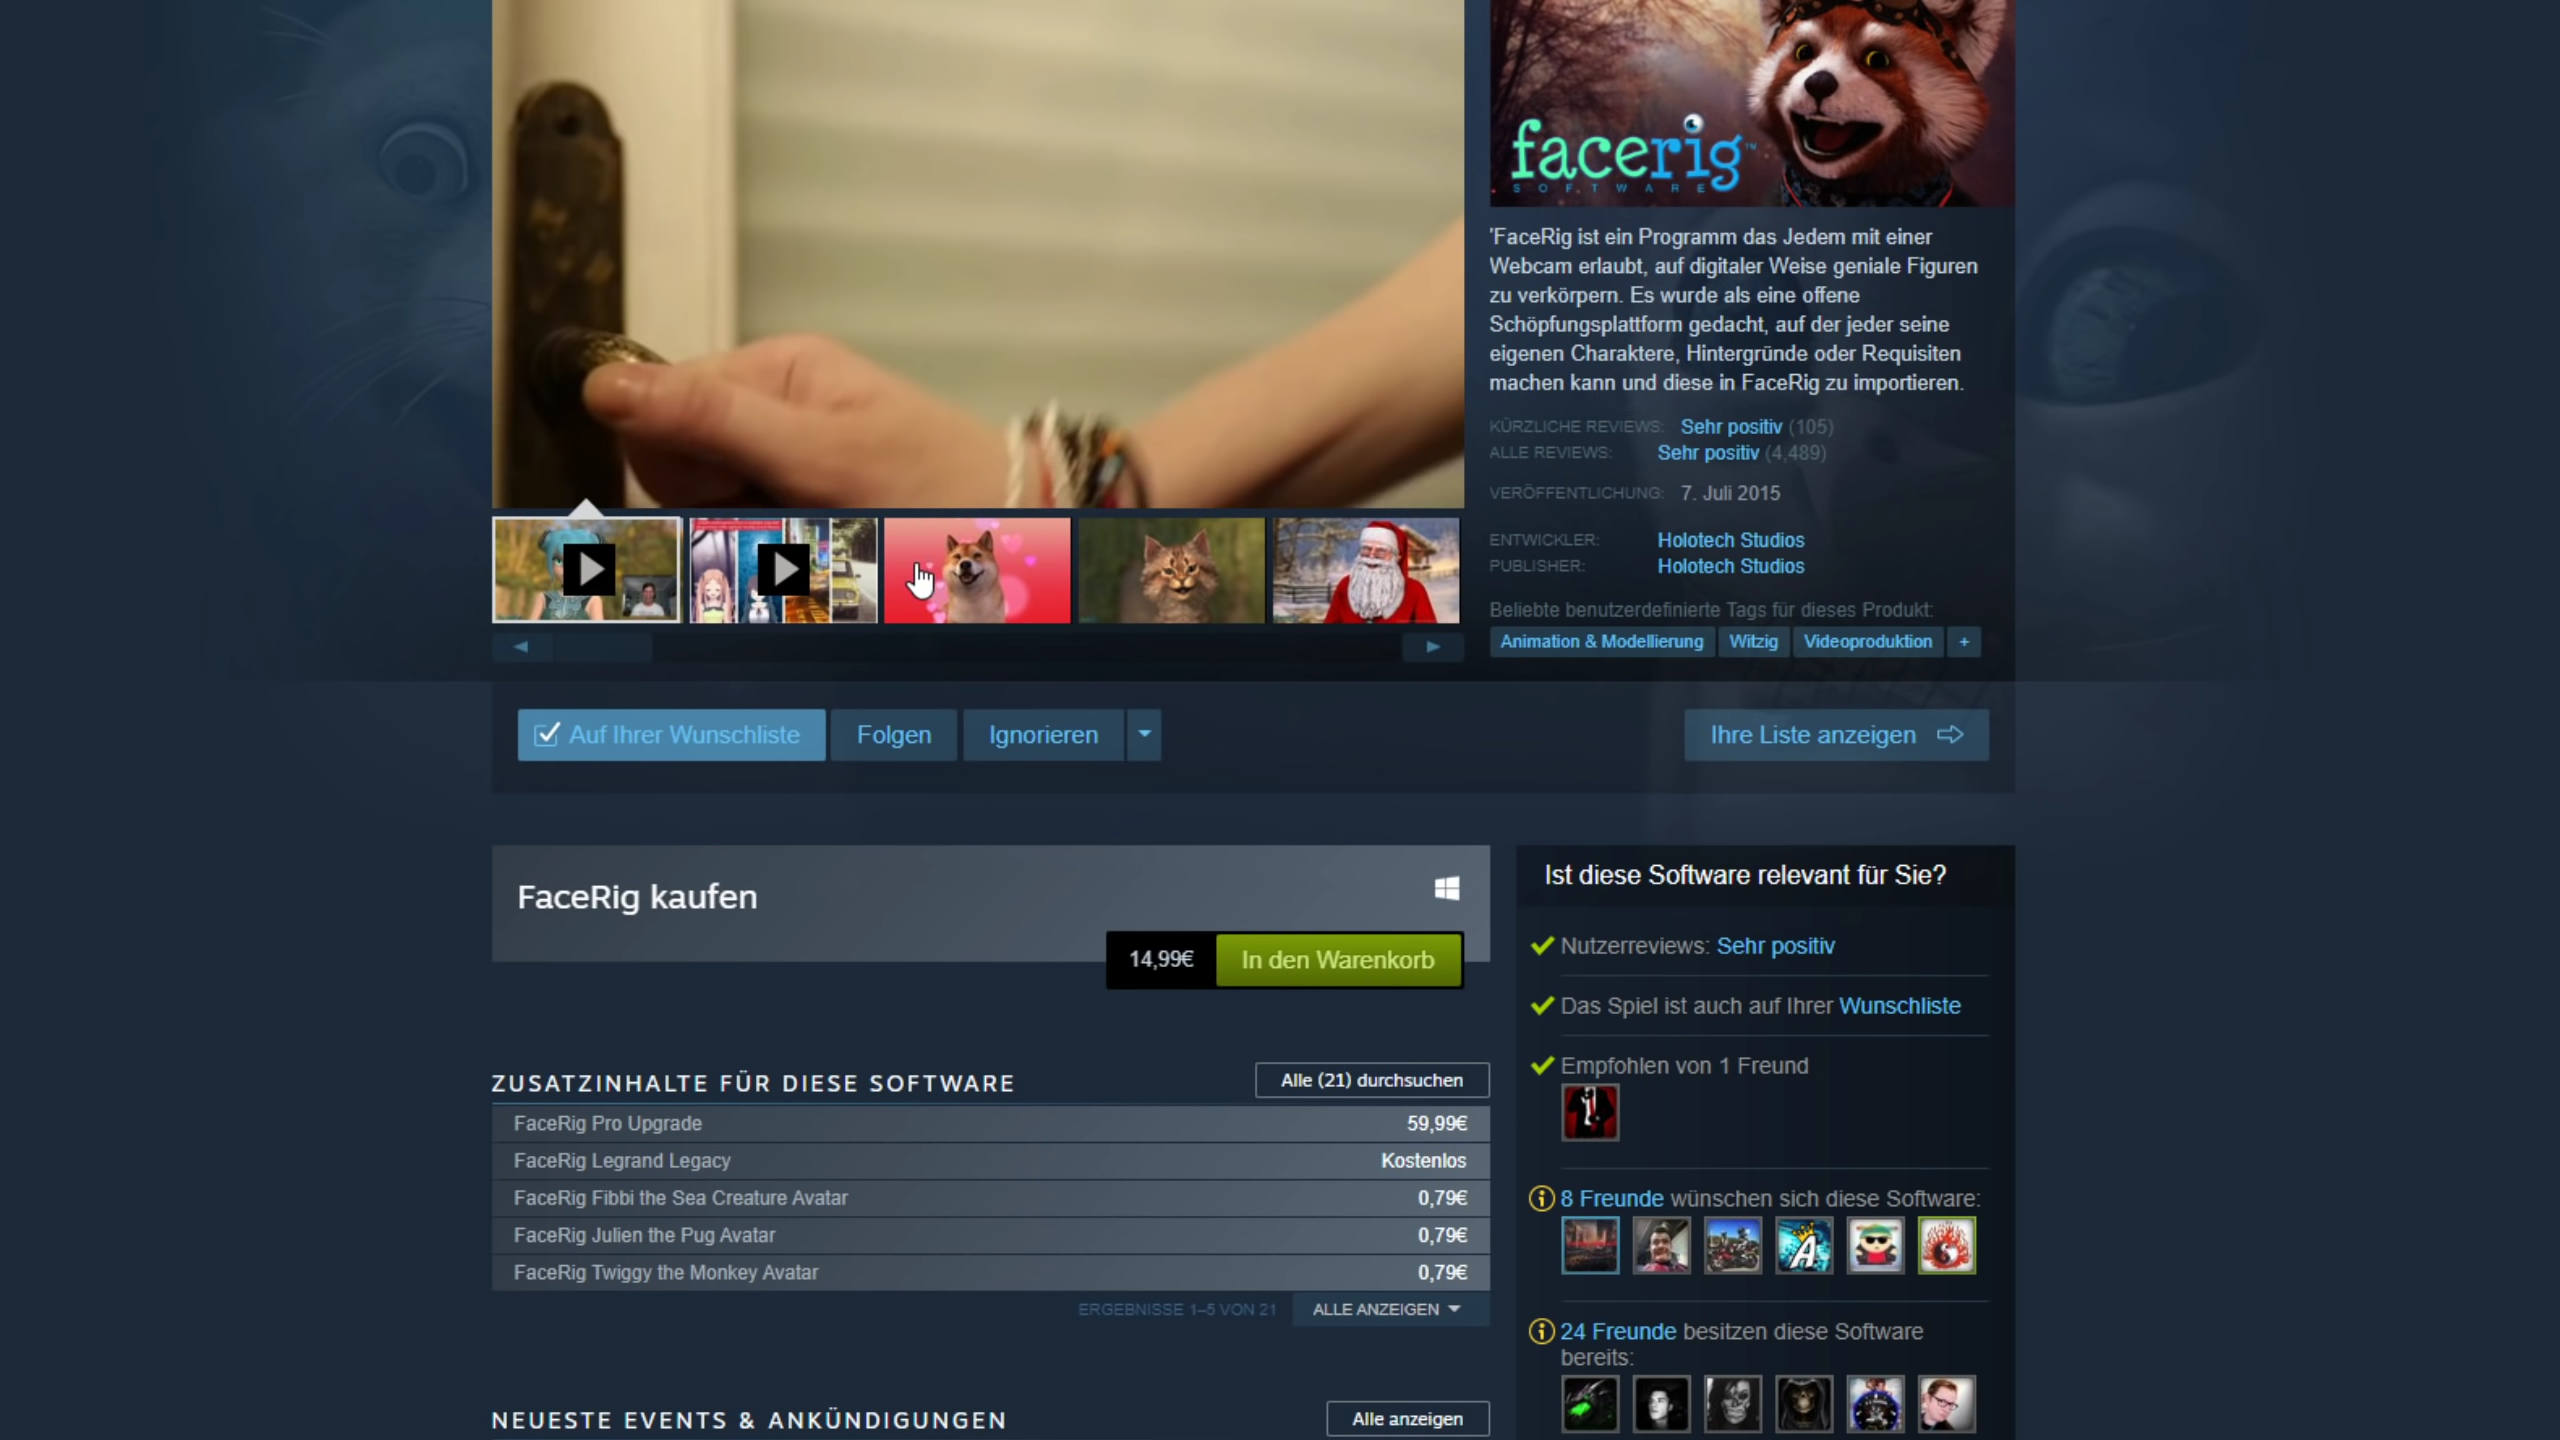 facerig™
SOFTWARE
'FaceRig ist ein Programm das Jedem mit einer
Webcam erlaubt, auf digitaler Weise geniale Figuren
zu verkörpern. Es wurde als eine offene
Schöpfungsplattform gedacht, auf der jeder seine
eigenen Charaktere, Hintergründe oder Requisiten
machen kann und diese in FaceRig zu importieren.
KÜRZLICHE REVIEWS: Sehr positiv (105)
ALLE REVIEWS: Sehr positiv (4,489)
VERÖFFENTLICHUNG: 7. Juli 2015
ENTWICKLER: Holotech Studios
PUBLISHER: Holotech Studios
Beliebte benutzerdefinierte Tags für dieses Produkt:
Animation & Modellierung Witzig Videoproduktion +
Auf Ihrer Wunschliste Folgen Ignorieren Ihre Liste anzeigen
FaceRig kaufen
14,99€ In den Warenkorb
ZUSATZINHALTE FÜR DIESE SOFTWARE Alle (21) durchsuchen
FaceRig Pro Upgrade 59,99€
FaceRig Legrand Legacy Kostenlos
FaceRig Fibbi the Sea Creature Avatar 0,79€
FaceRig Julien the Pug Avatar 0,79€
FaceRig Twiggy the Monkey Avatar 0,79€
ERGEBNISSE 1–5 VON 21 ALLE ANZEIGEN
NEUESTE EVENTS & ANKÜNDIGUNGEN Alle anzeigen
Ist diese Software relevant für Sie?
Nutzerreviews: Sehr positiv
Das Spiel ist auch auf Ihrer Wunschliste
Empfohlen von 1 Freund
8 Freunde wünschen sich diese Software:
A
24 Freunde besitzen diese Software
bereits: